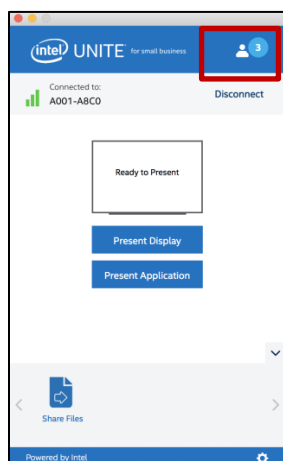 intel UNITE for small business
3
Connected to:
A001-A8C0
Disconnect
Ready to Present
Present Display
Present Application
Share Files
Powered by Intel